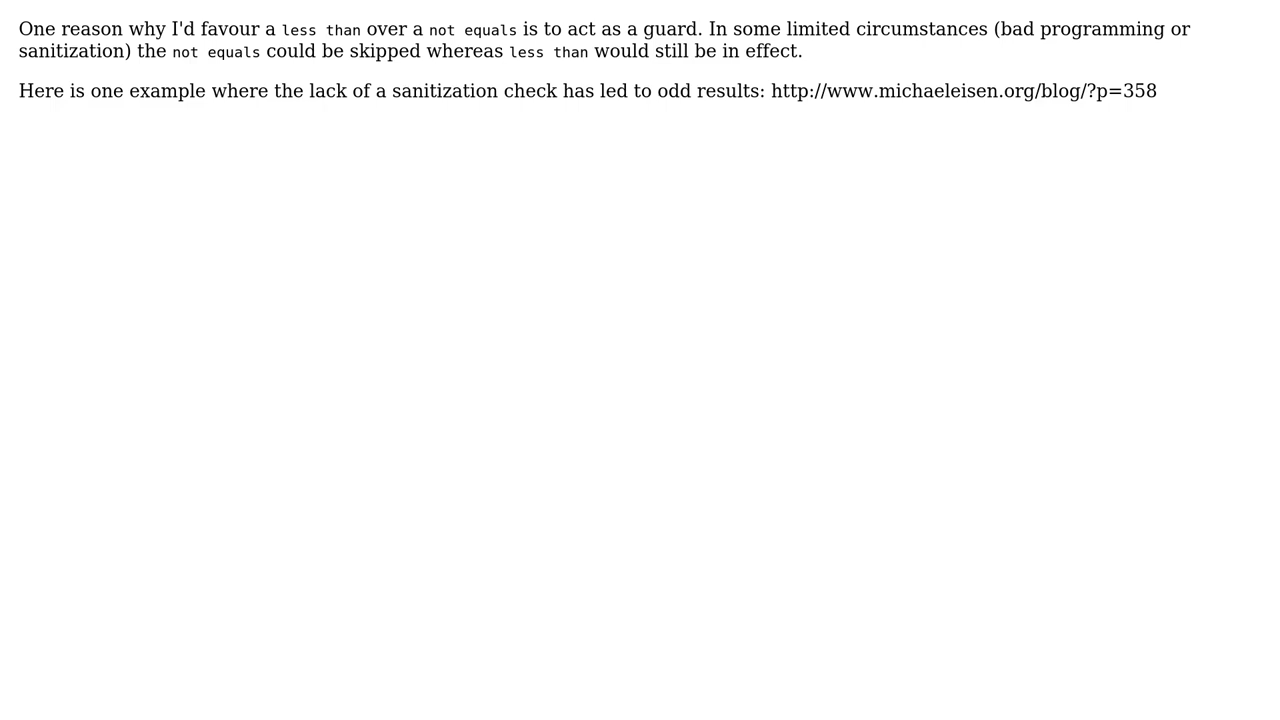 One reason why I'd favour a less than over a not equals is to act as a guard. In some limited circumstances (bad programming or
sanitization) the not equals could be skipped whereas less than would still be in effect.
Here is one example where the lack of a sanitization check has led to odd results: http://www.michaeleisen.org/blog/?p=358